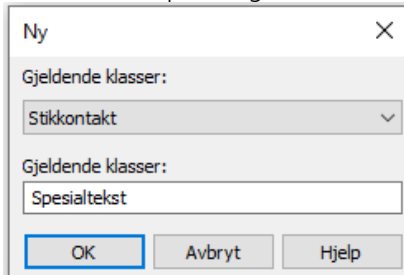 Ny
Gjeldende klasser:
Stikkontakt
Gjeldende klasser:
Spesialtekst
OK Avbryt Hjelp